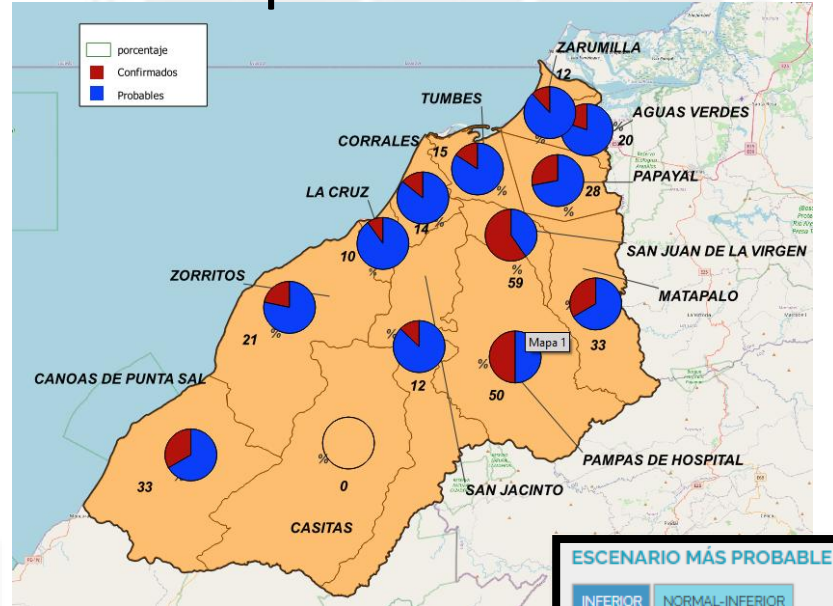 porcentaje
Confirmados
Probables
ZARUMILLA
12
%
TUMBES
AGUAS VERDES
%
20
CORRALES
15
%
PAPAYAL
28
%
LA CRUZ
14
%
10
%
SAN JUAN DE LA VIRGEN
%
59
ZORRITOS
MATAPALO
%
33
21
%
%
12
Mapa 1
%
50
CANOAS DE PUNTA SAL
33
%
%
0
PAMPAS DE HOSPITAL
SAN JACINTO
CASITAS
ESCENARIO MÁS PROBABLE
INFERIOR
NORMAL-INFERIOR